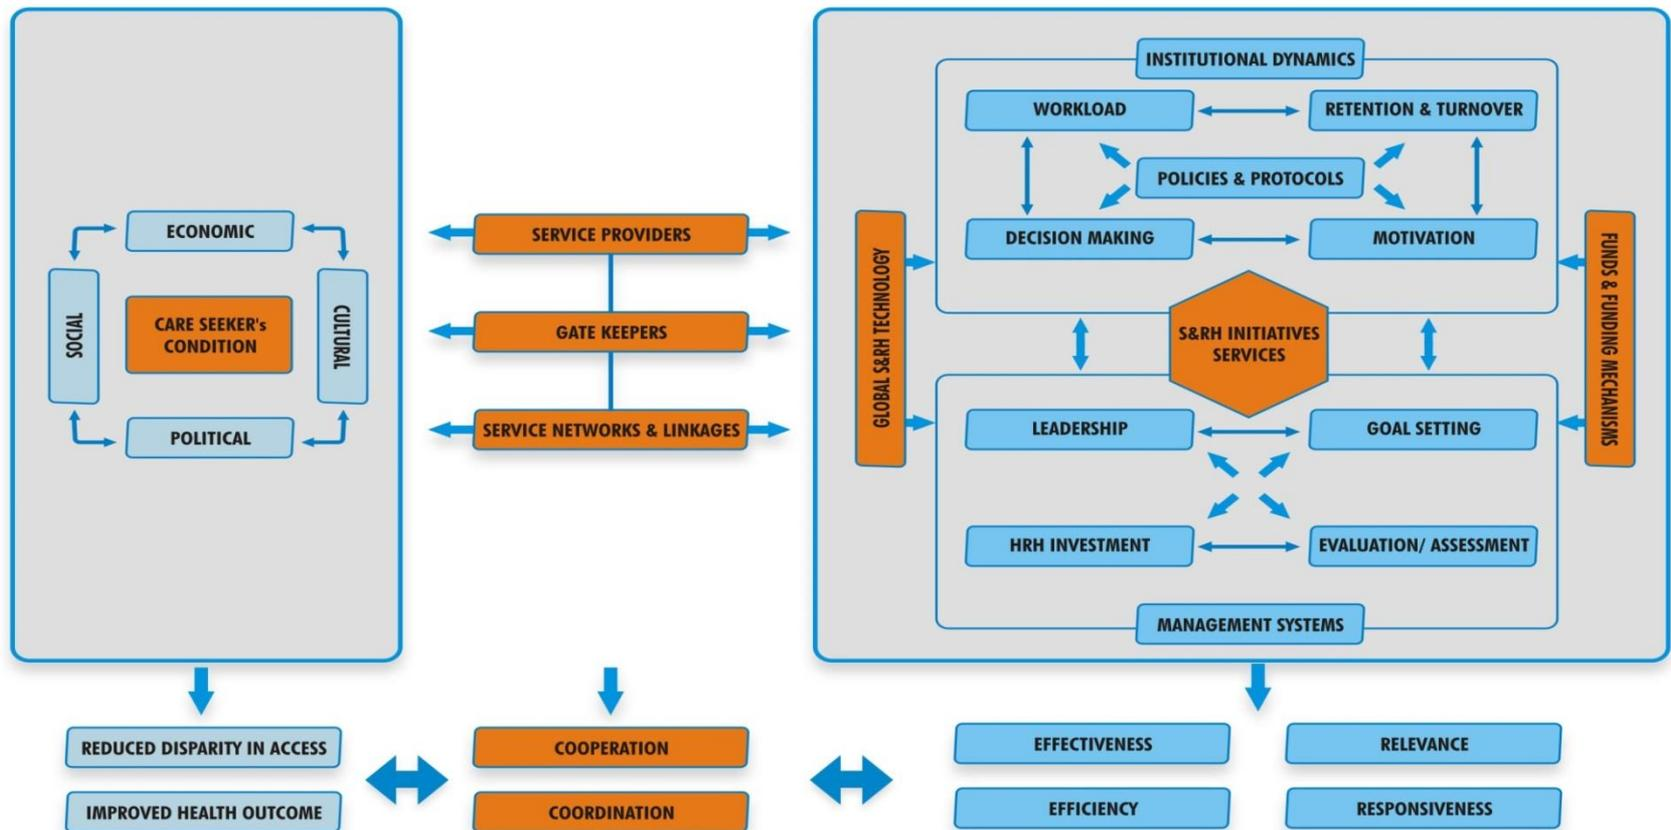 ECONOMIC
SOCIAL
CARE SEEKER's
CONDITION
CULTURAL
POLITICAL
SERVICE PROVIDERS
GATE KEEPERS
SERVICE NETWORKS & LINKAGES
INSTITUTIONAL DYNAMICS
WORKLOAD
RETENTION & TURNOVER
POLICIES & PROTOCOLS
DECISION MAKING
MOTIVATION
GLOBAL S&RH TECHNOLOGY
S&RH INITIATIVES
SERVICES
FUNDS & FUNDING MECHANISMS
LEADERSHIP
GOAL SETTING
HRH INVESTMENT
EVALUATION/ ASSESSMENT
MANAGEMENT SYSTEMS
REDUCED DISPARITY IN ACCESS
IMPROVED HEALTH OUTCOME
COOPERATION
COORDINATION
EFFECTIVENESS
RELEVANCE
EFFICIENCY
RESPONSIVENESS